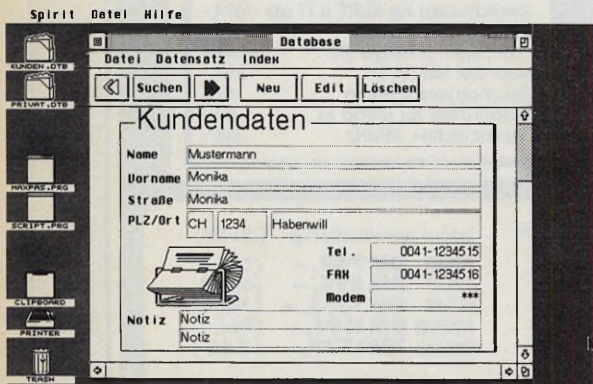 Spirit Datei Hilfe
KUNDEN.DTB
PRIVAT.DTB
MAXPAS.PRG
SCRIPT.PRG
CLIPBOARD
PRINTER
TRASH
Database
Datei Datensatz Index
Suchen Neu Edit Löschen
Kundendaten
Name Mustermann
Vorname Monika
Straße Monika
PLZ/Ort CH 1234 Habenwill
Tel. 0041-1234515
FAX 0041-1234516
Modem ***
Notiz Notiz
Notiz